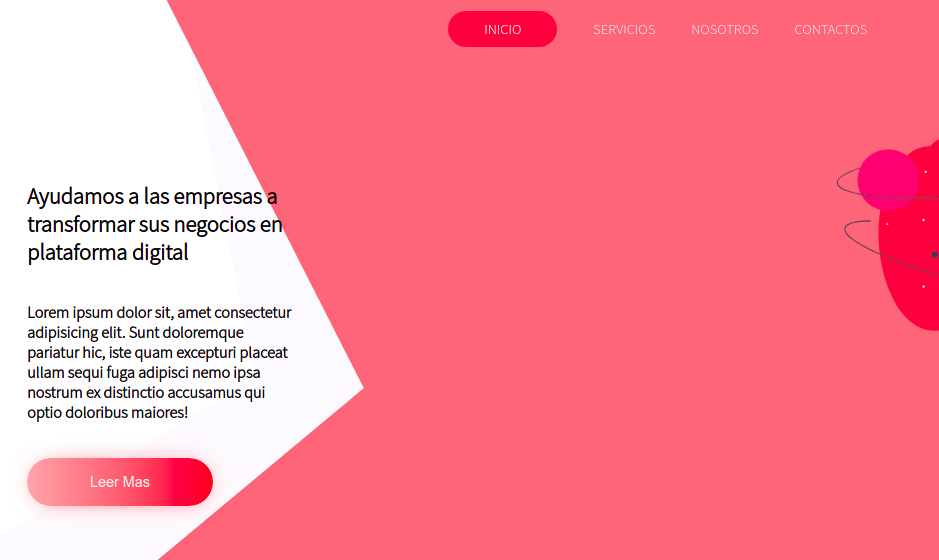 INICIO
SERVICIOS
NOSOTROS
CONTACTOS
Ayudamos a las empresas a
transformar sus negocios en
plataforma digital
Lorem ipsum dolor sit, amet consectetur
adipisicing elit. Sunt doloremque
pariatur hic, iste quam excepturi placeat
ullam sequi fuga adipisci nemo ipsa
nostrum ex distinctio accusamus qui
optio doloribus maiores!
Leer Mas